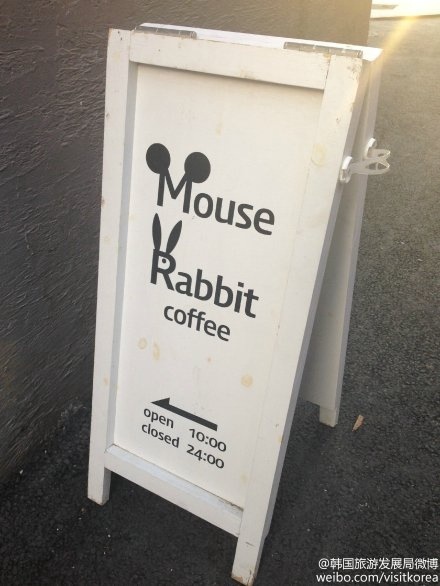 Mouse
Rabbit
coffee
open 10:00
closed 24:00
@韩国旅游发展局微博
weibo.com/visitkorea